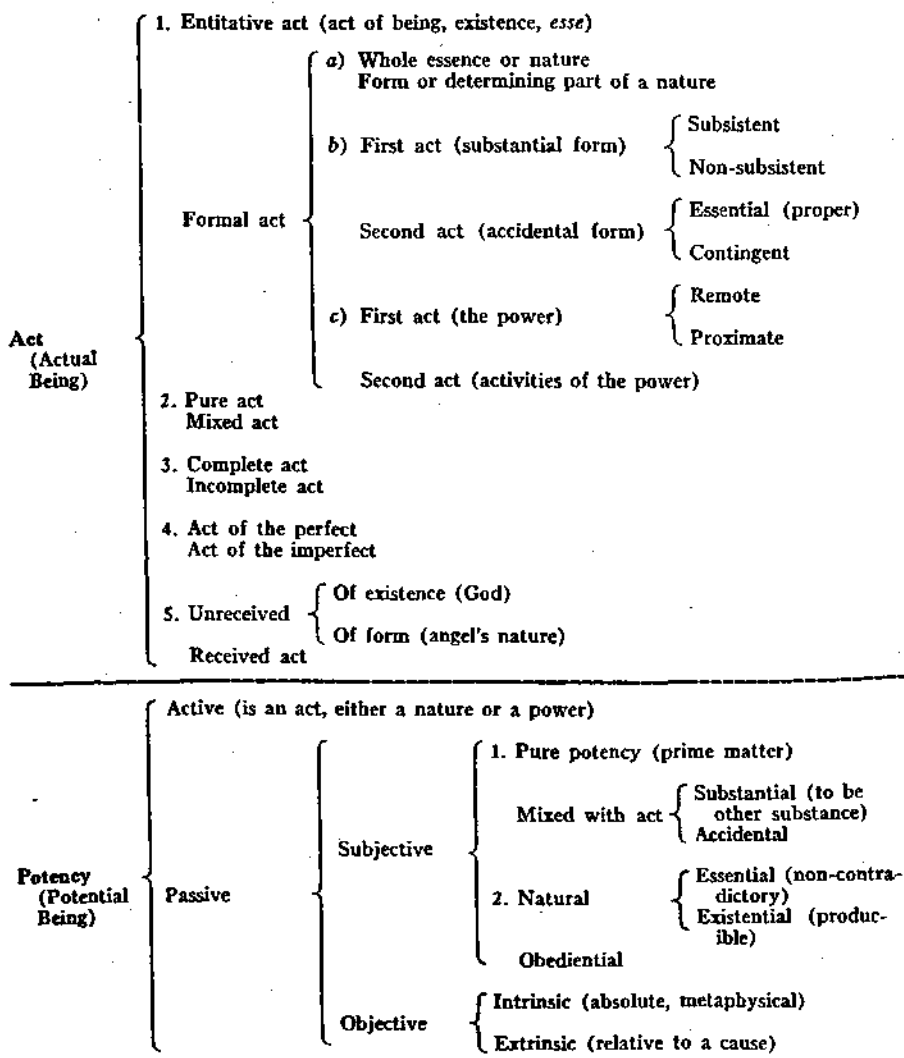 1. Entitative act (act of being, existence, esse)
a) Whole essence or nature
Form or determining part of a nature
b) First act (substantial form)
Subsistent
Non-subsistent
Formal act
Second act (accidental form)
Essential (proper)
Contingent
c) First act (the power)
Remote
Proximate
Second act (activities of the power)
Act
(Actual
Being)
2. Pure act
Mixed act
3. Complete act
Incomplete act
4. Act of the perfect
Act of the imperfect
5. Unreceived
Of existence (God)
Of form (angel's nature)
Received act
Active (is an act, either a nature or a power)
Potency
(Potential
Being)
Passive
Subjective
1. Pure potency (prime matter)
Mixed with act
Substantial (to be
other substance)
Accidental
2. Natural
Essential (non-contra-
dictory)
Existential (produc-
ible)
Obediential
Objective
Intrinsic (absolute, metaphysical)
Extrinsic (relative to a cause)